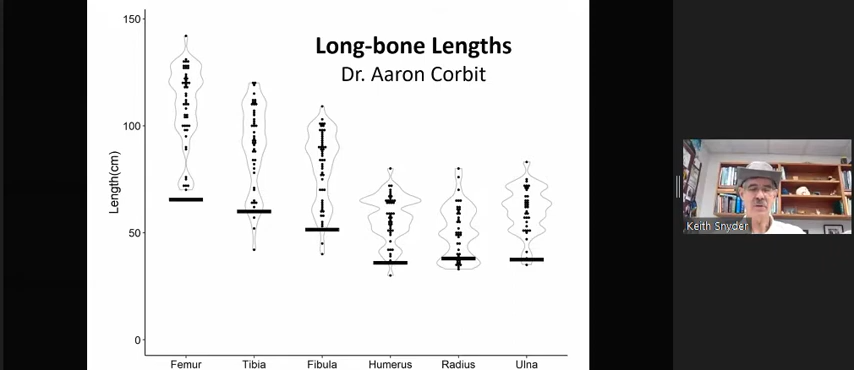 Long-bone Lengths
Dr. Aaron Corbit
Length(cm)
150
100
50
0
Femur
Tibia
Fibula
Humerus
Radius
Ulna
Keith Snyder